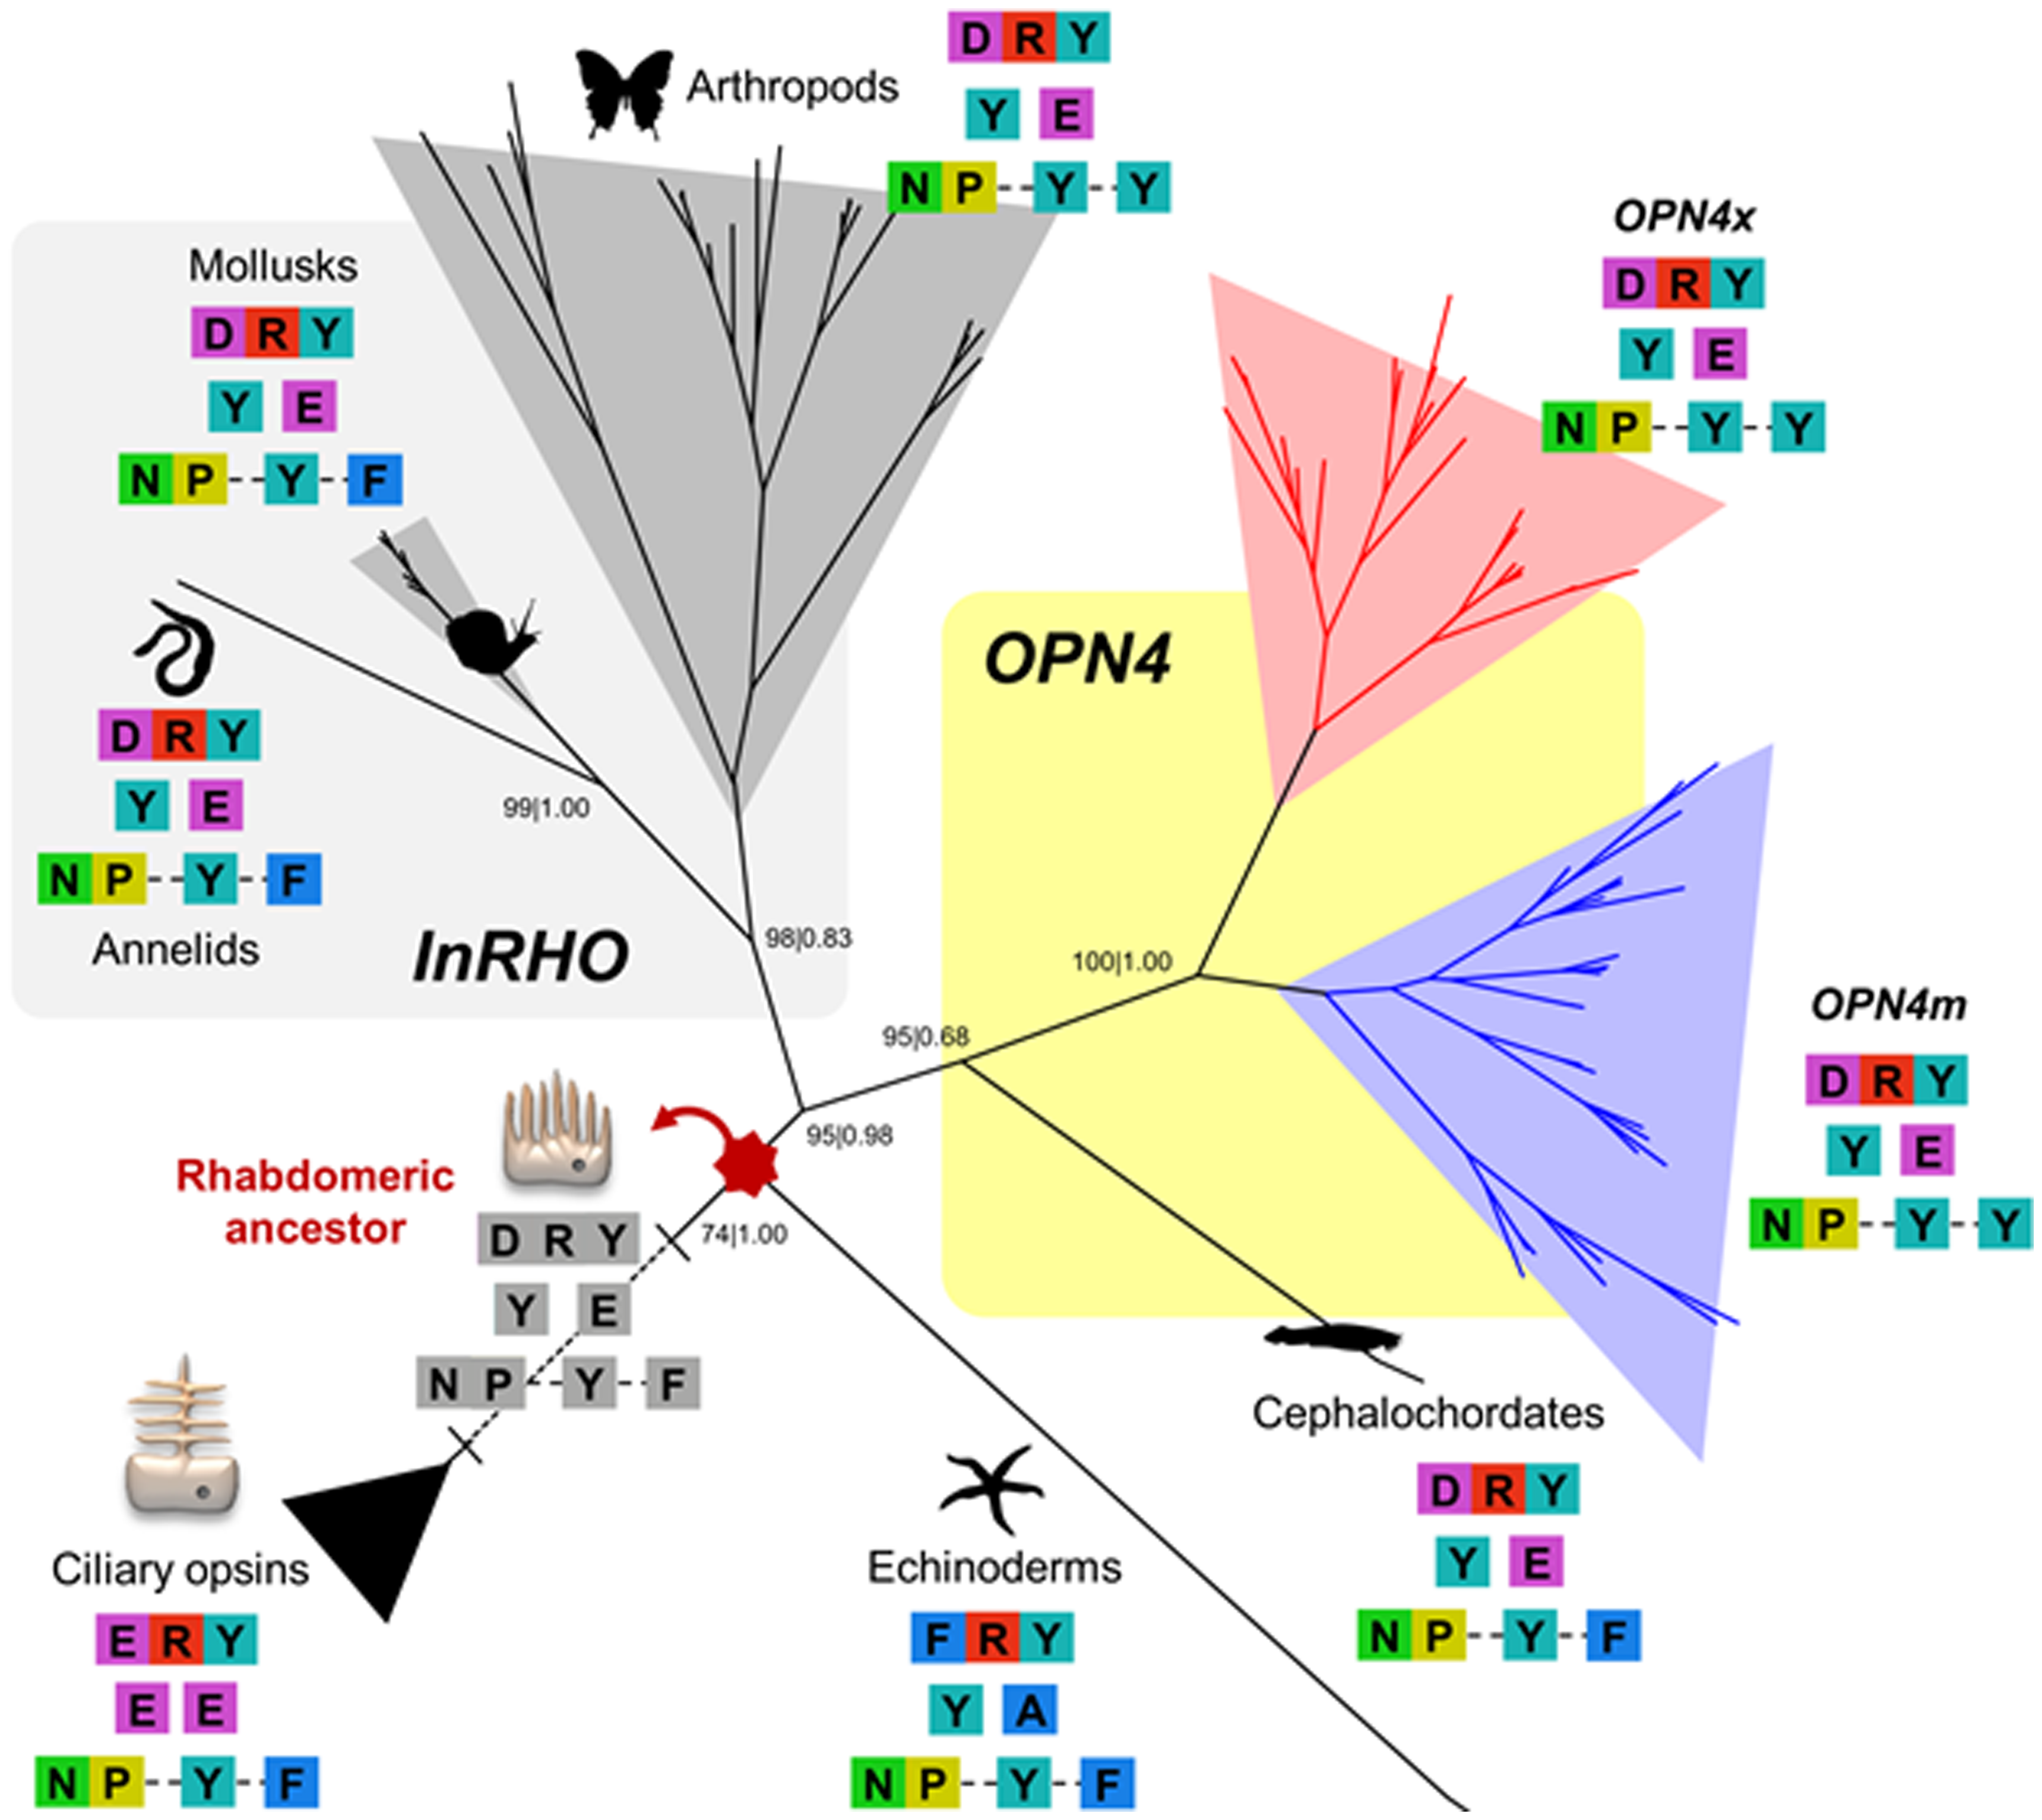 Arthropods
D R Y
Y E
N P--Y--Y
Mollusks
D R Y
Y E
N P--Y--F
OPN4x
D R Y
Y E
N P--Y--Y
OPN4
D R Y
Y E
N P--Y--F
Annelids
InRHO
99|1.00
98|0.83
100|1.00
95|0.68
95|0.98
74|1.00
OPN4m
D R Y
Y E
N P--Y--Y
Rhabdomeric
ancestor
D R Y
Y E
N P--Y--F
Ciliary opsins
E R Y
E E
N P--Y--F
Echinoderms
F R Y
Y A
N P--Y--F
Cephalochordates
D R Y
Y E
N P--Y--F